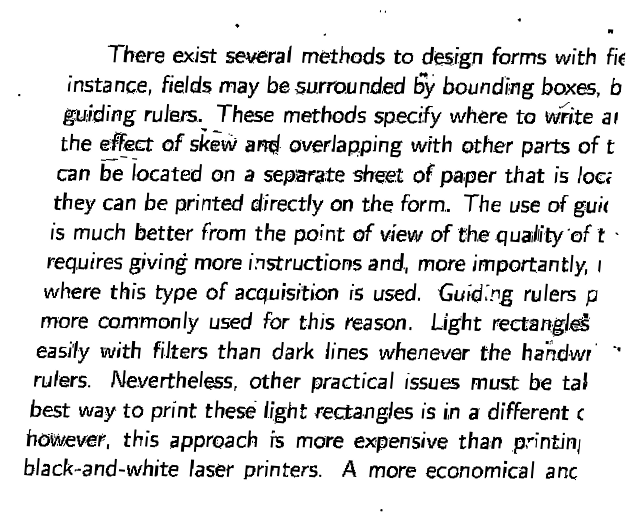 There exist several methods to design forms with fie
instance, fields may be surrounded by bounding boxes, b
guiding rulers. These methods specify where to write ar
the effect of skew and overlapping with other parts of t
can be located on a separate sheet of paper that is loca
they can be printed directly on the form. The use of guid
is much better from the point of view of the quality of t
requires giving more instructions and, more importantly,
where this type of acquisition is used. Guiding rulers p
more commonly used for this reason. Light rectangles
easily with filters than dark lines whenever the handwr
rulers. Nevertheless, other practical issues must be tak
best way to print these light rectangles is in a different c
however, this approach is more expensive than printing
black-and-white laser printers. A more economical and